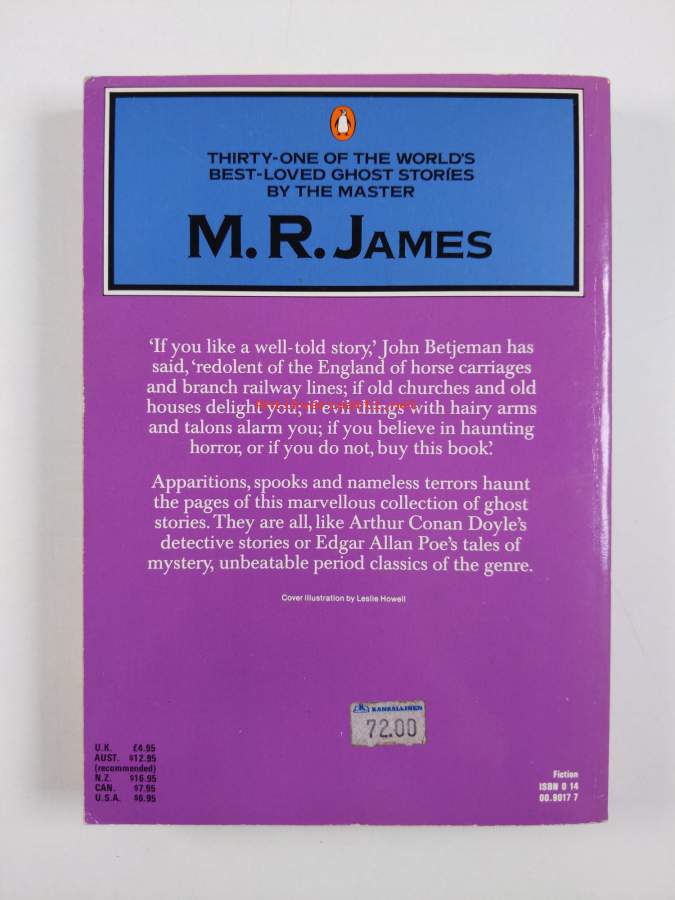 THIRTY-ONE OF THE WORLD'S
BEST-LOVED GHOST STORIES
BY THE MASTER
M. R. JAMES
'If you like a well-told story,' John Betjeman has
said, 'redolent of the England of horse carriages
and branch railway lines; if old churches and old
houses delight you; if evil things with hairy arms
and talons alarm you; if you believe in haunting
horror, or if you do not, buy this book.'
Apparitions, spooks and nameless terrors haunt
the pages of this marvellous collection of ghost
stories. They are all, like Arthur Conan Doyle's
detective stories or Edgar Allan Poe's tales of
mystery, unbeatable period classics of the genre.
Cover illustration by Leslie Howell
KANSALLINEN
72.00
U.K. £4.95
AUST. $12.95
(recommended)
N.Z. $16.95
CAN. $7.95
U.S.A. $6.95
Fiction
ISBN 0 14
00.9017 7